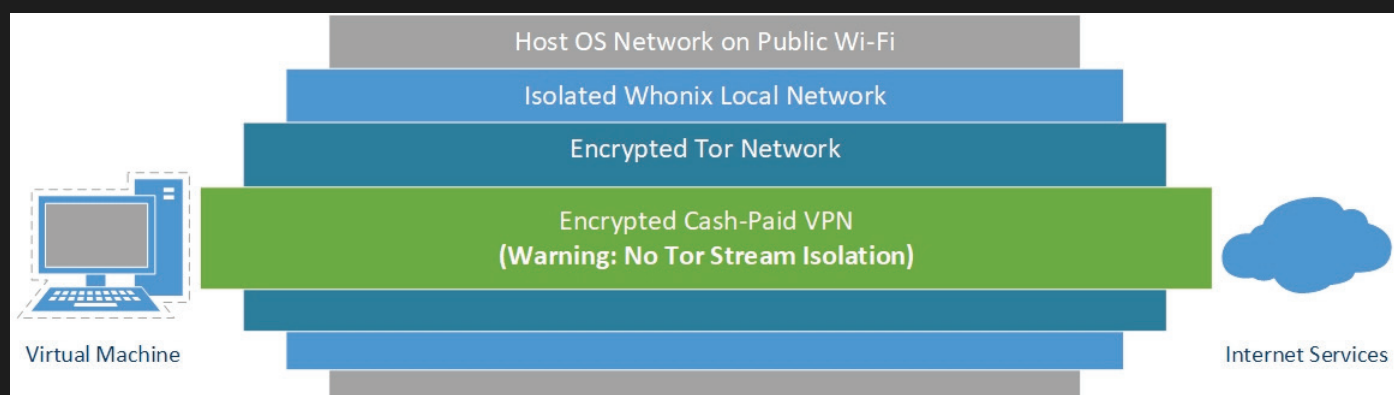 Host OS Network on Public Wi-Fi
Isolated Whonix Local Network
Encrypted Tor Network
Encrypted Cash-Paid VPN
(Warning: No Tor Stream Isolation)
Virtual Machine
Internet Services